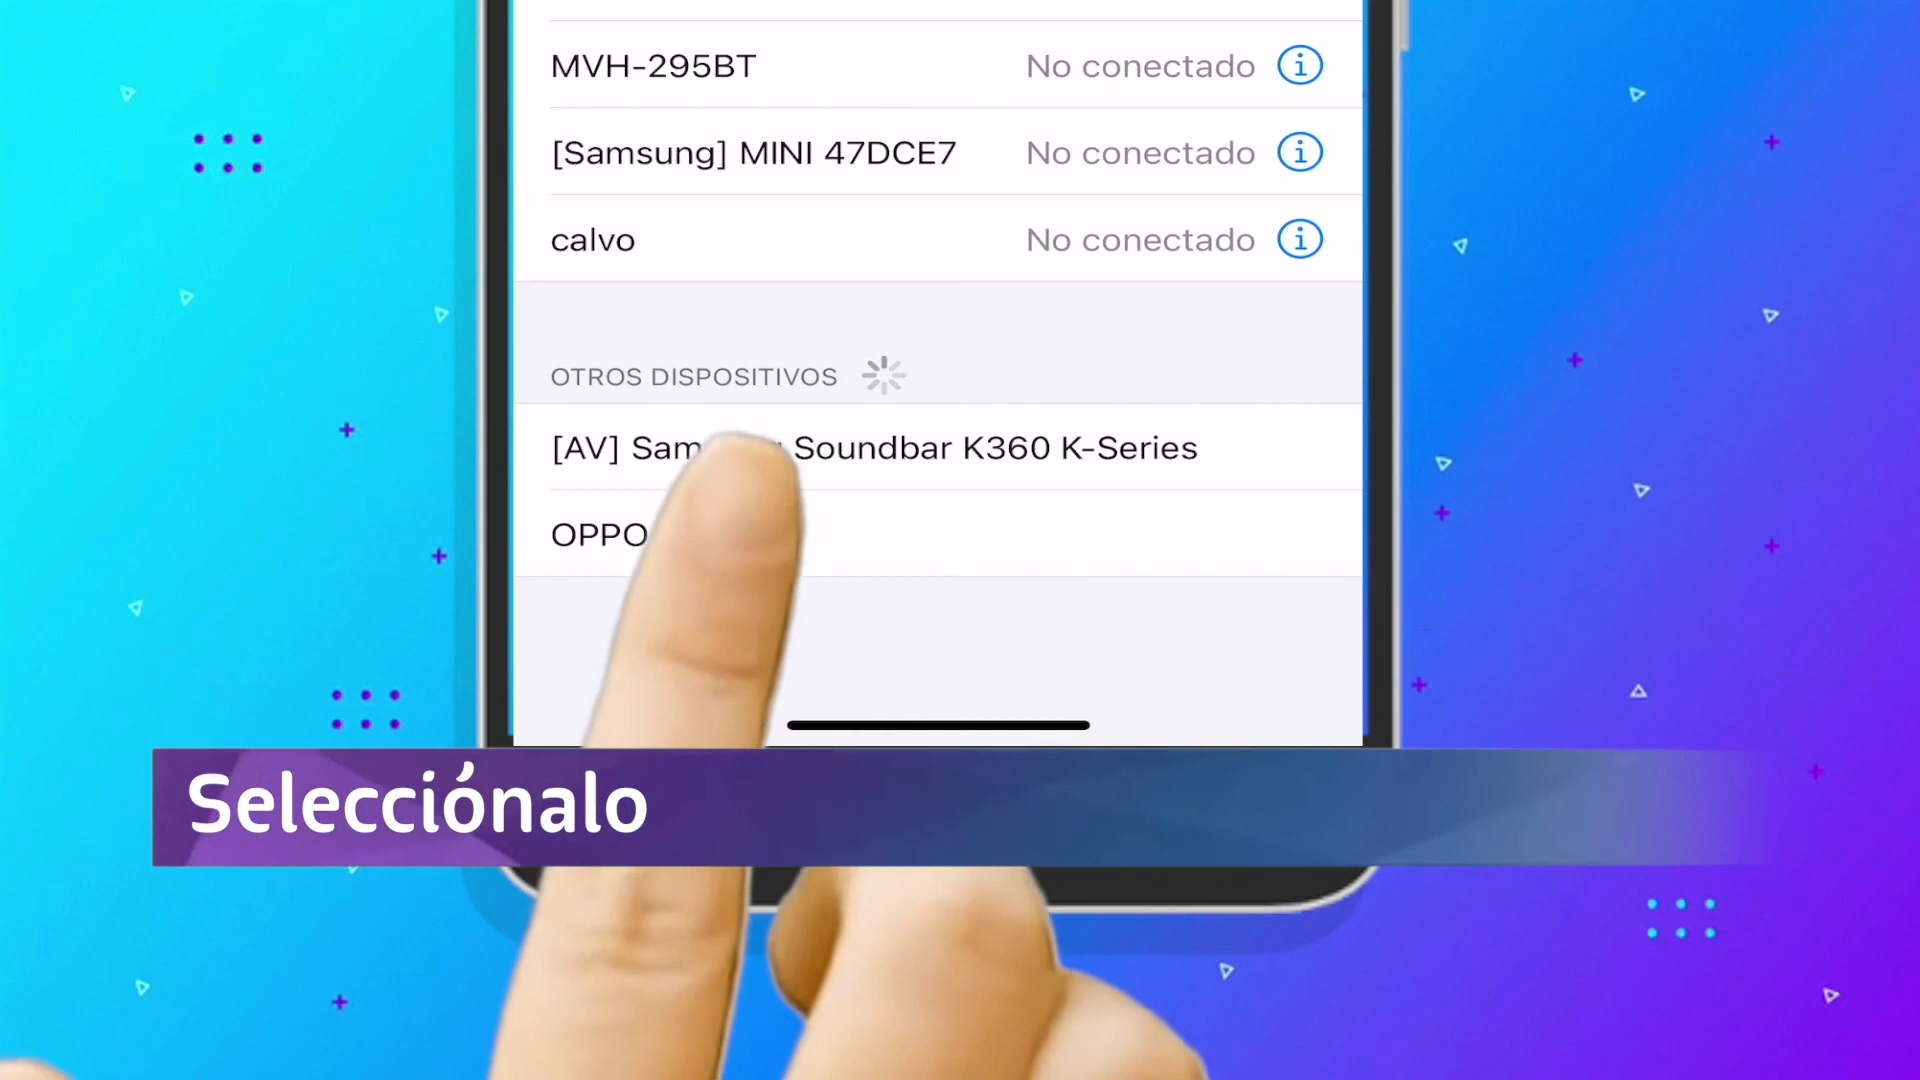 MVH-295BT No conectado
[Samsung] MINI 47DCE7 No conectado
calvo No conectado
OTROS DISPOSITIVOS
[AV] Soundbar K360 K-Series
OPPO
Selecciónalo